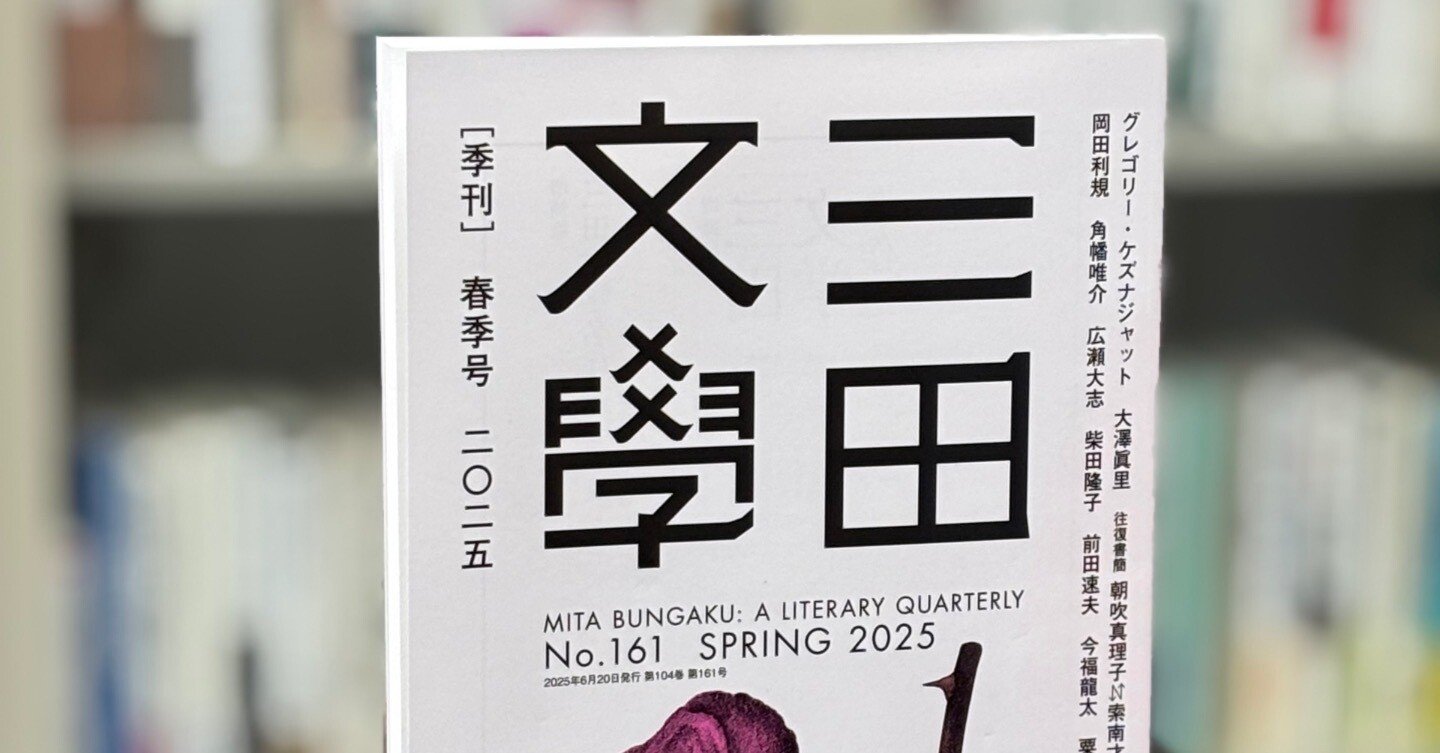 三田
文學
[季刊] 春季号 二〇二五
グレゴリー・ケズナジャット 大澤眞里 往復書簡 朝吹真理子⇄索南才
岡田利規 角幡唯介 広瀬大志 柴田隆子 前田速夫 今福龍太 栗
MITA BUNGAKU: A LITERARY QUARTERLY
No.161 SPRING 2025
2025年6月20日発行 第104巻 第161号